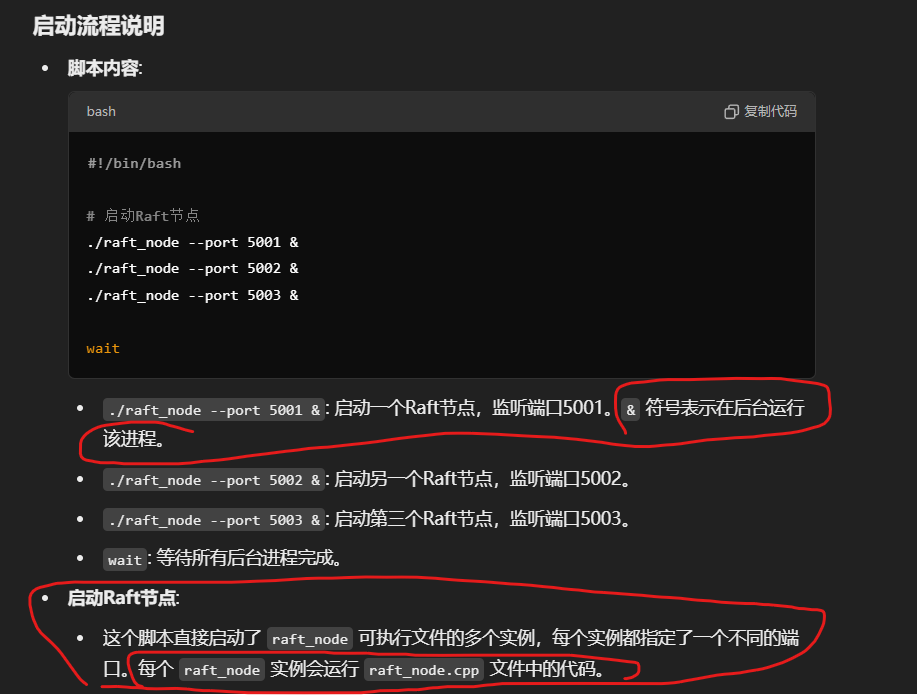 启动流程说明
脚本内容:
bash 复制代码
#!/bin/bash
# 启动Raft节点
./raft_node --port 5001 &
./raft_node --port 5002 &
./raft_node --port 5003 &
wait
./raft_node --port 5001 & : 启动一个Raft节点，监听端口5001。 & 符号表示在后台运行
该进程。
./raft_node --port 5002 & : 启动另一个Raft节点，监听端口5002。
./raft_node --port 5003 & : 启动第三个Raft节点，监听端口5003。
wait : 等待所有后台进程完成。
启动Raft节点:
这个脚本直接启动了 raft_node 可执行文件的多个实例，每个实例都指定了一个不同的端
口。每个 raft_node 实例会运行 raft_node.cpp 文件中的代码。